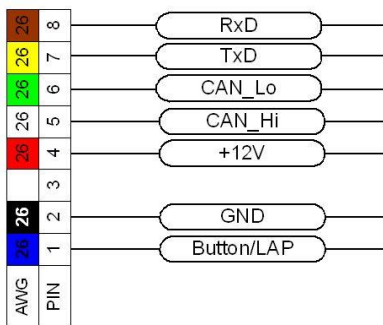 26 8 RxD
26 7 TxD
26 6 CAN_Lo
26 5 CAN_Hi
26 4 +12V
3
26 2 GND
26 1 Button/LAP
AWG PIN